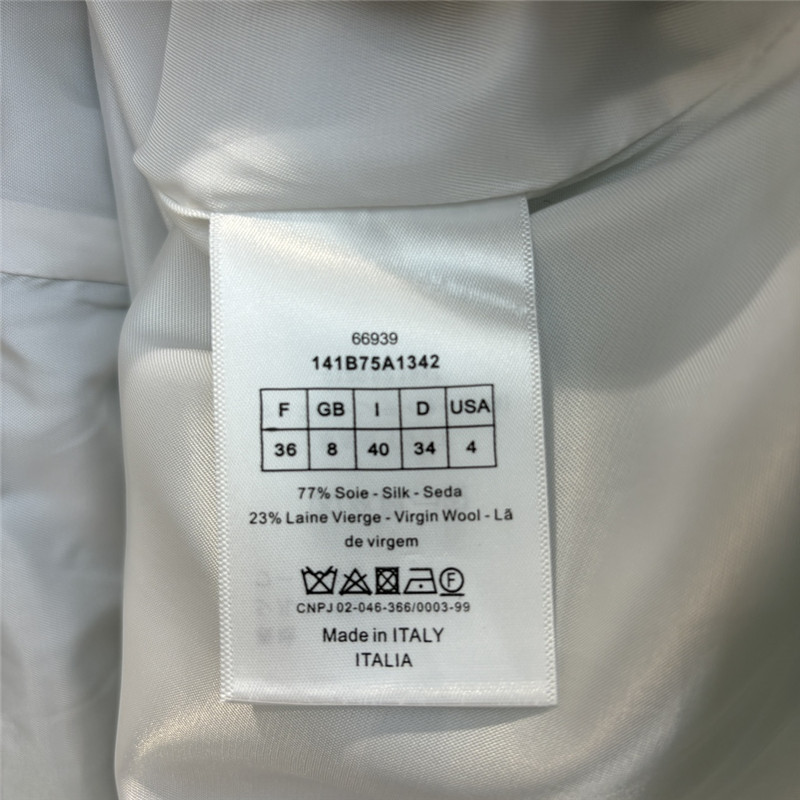 66939
141B75A1342
F GB I D USA
36 8 40 34 4
77% Soie - Silk - Seda
23% Laine Vierge - Virgin Wool - Lã
de virgem
F
CNPJ 02-046-366/0003-99
Made in ITALY
ITALIA